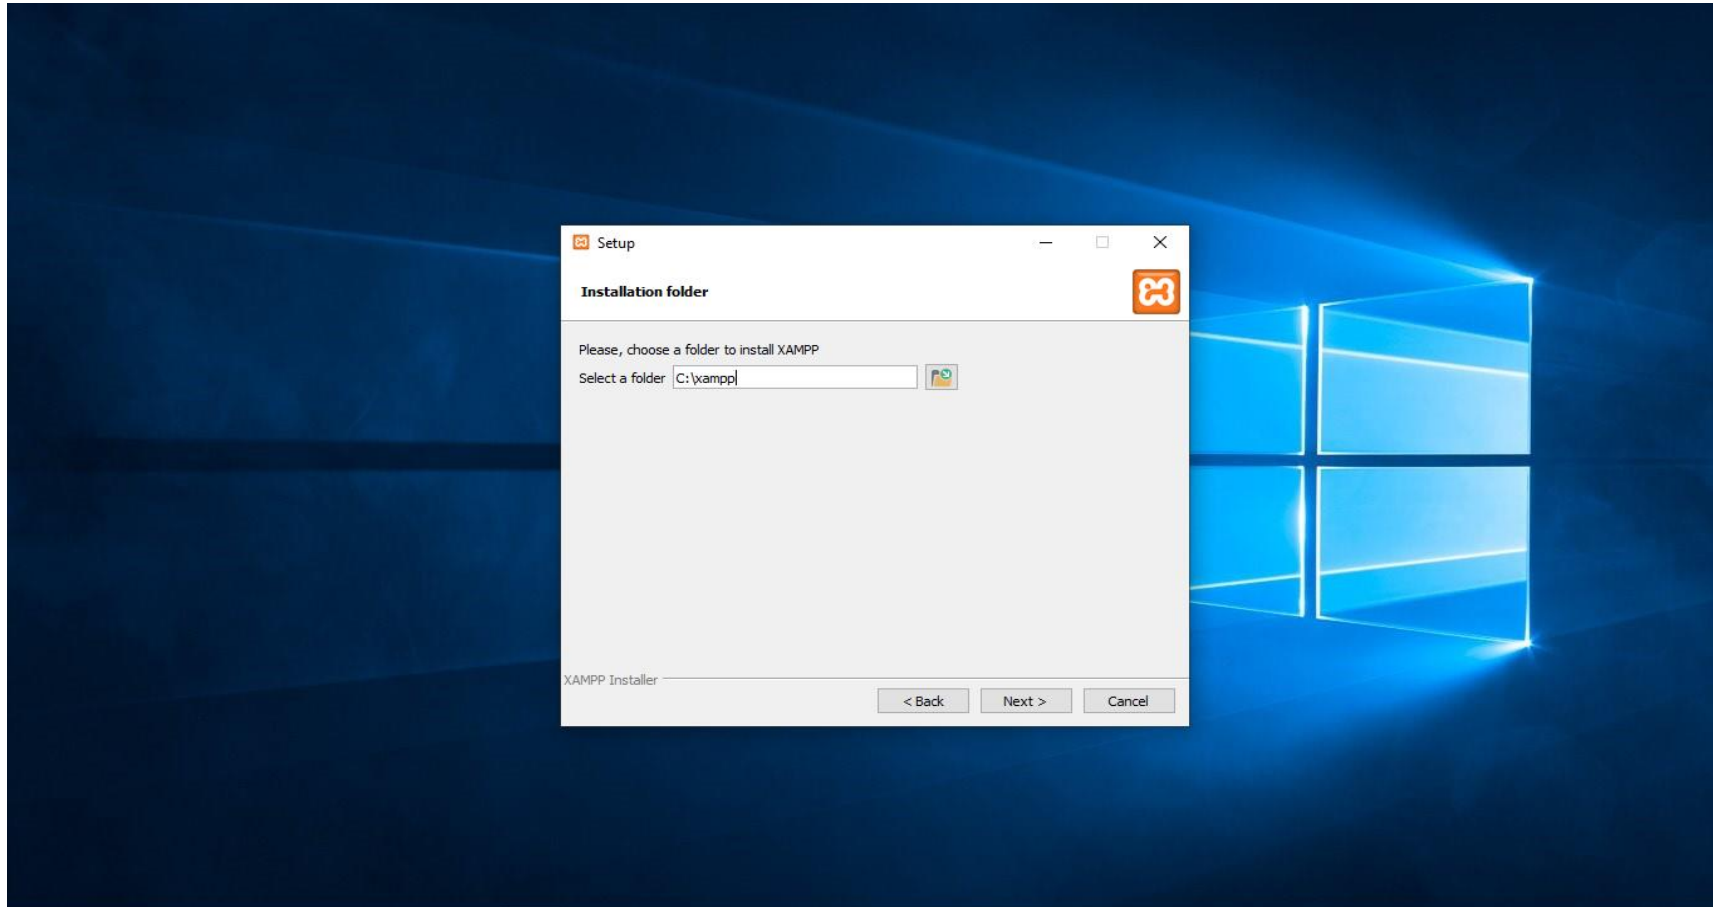 Setup
Installation folder
Please, choose a folder to install XAMPP
Select a folder C:\xampp
XAMPP Installer
< Back Next > Cancel